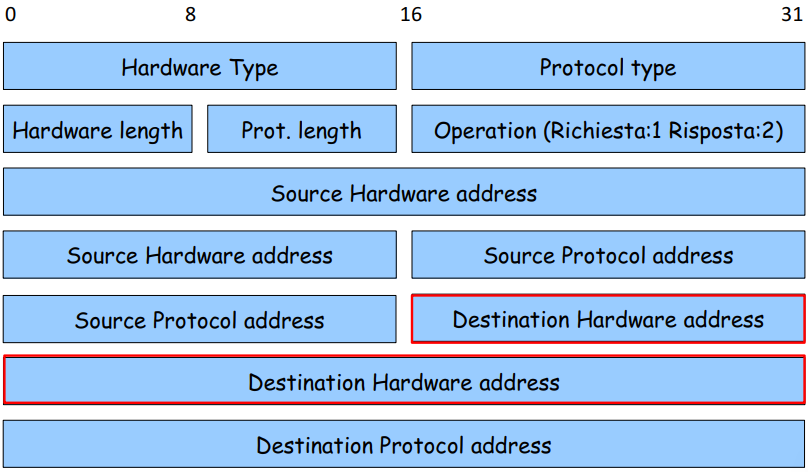 0 8 16 31
Hardware Type Protocol type
Hardware length Prot. length Operation (Richiesta:1 Risposta:2)
Source Hardware address
Source Hardware address Source Protocol address
Source Protocol address Destination Hardware address
Destination Hardware address
Destination Protocol address